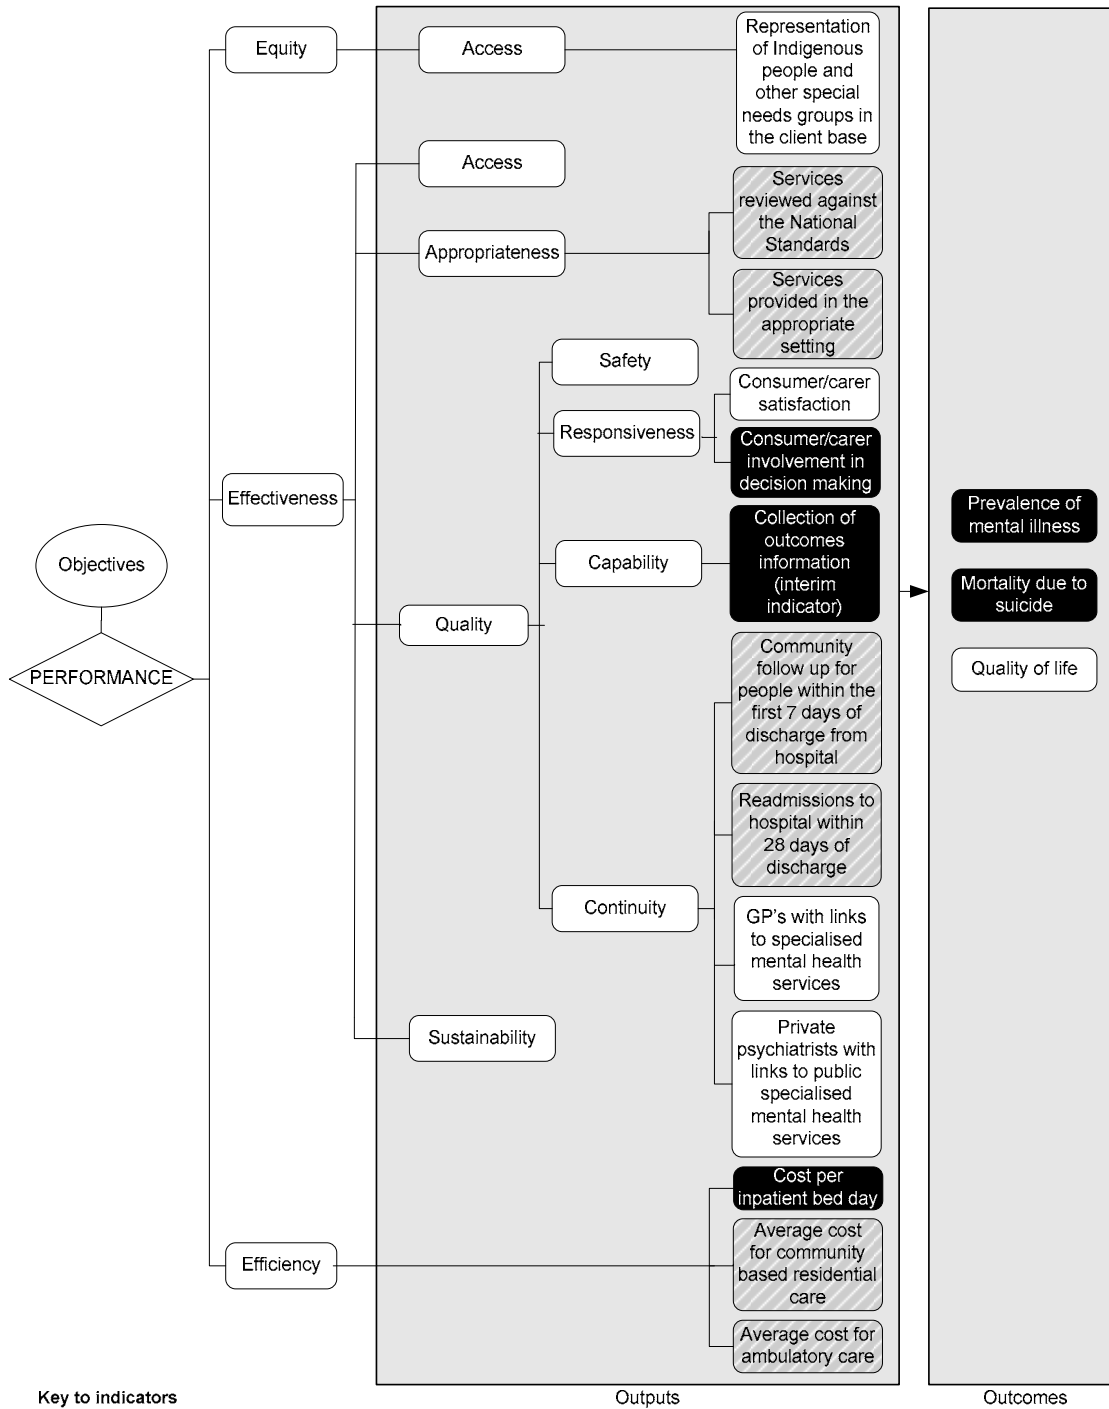 Equity
Access
Representation
of Indigenous
people and
other special
needs groups in
the client base
Access
Services
reviewed against
the National
Standards
Appropriateness
Services
provided in the
appropriate
setting
Safety
Consumer/carer
satisfaction
Responsiveness
Consumer/carer
involvement in
decision making
Effectiveness
Collection of
outcomes
information
(interim
indicator)
Capability
Prevalence of
mental illness
Objectives
Mortality due to
suicide
Quality
PERFORMANCE
Community
follow up for
people within the
first 7 days of
discharge from
hospital
Quality of life
Readmissions to
hospital within
28 days of
discharge
Continuity
GP's with links
to specialised
mental health
services
Sustainability
Private
psychiatrists with
links to public
specialised
mental health
services
Cost per
inpatient bed day
Efficiency
Average cost
for community
based residential
care
Average cost for
ambulatory care
Key to indicators
Outputs
Outcomes